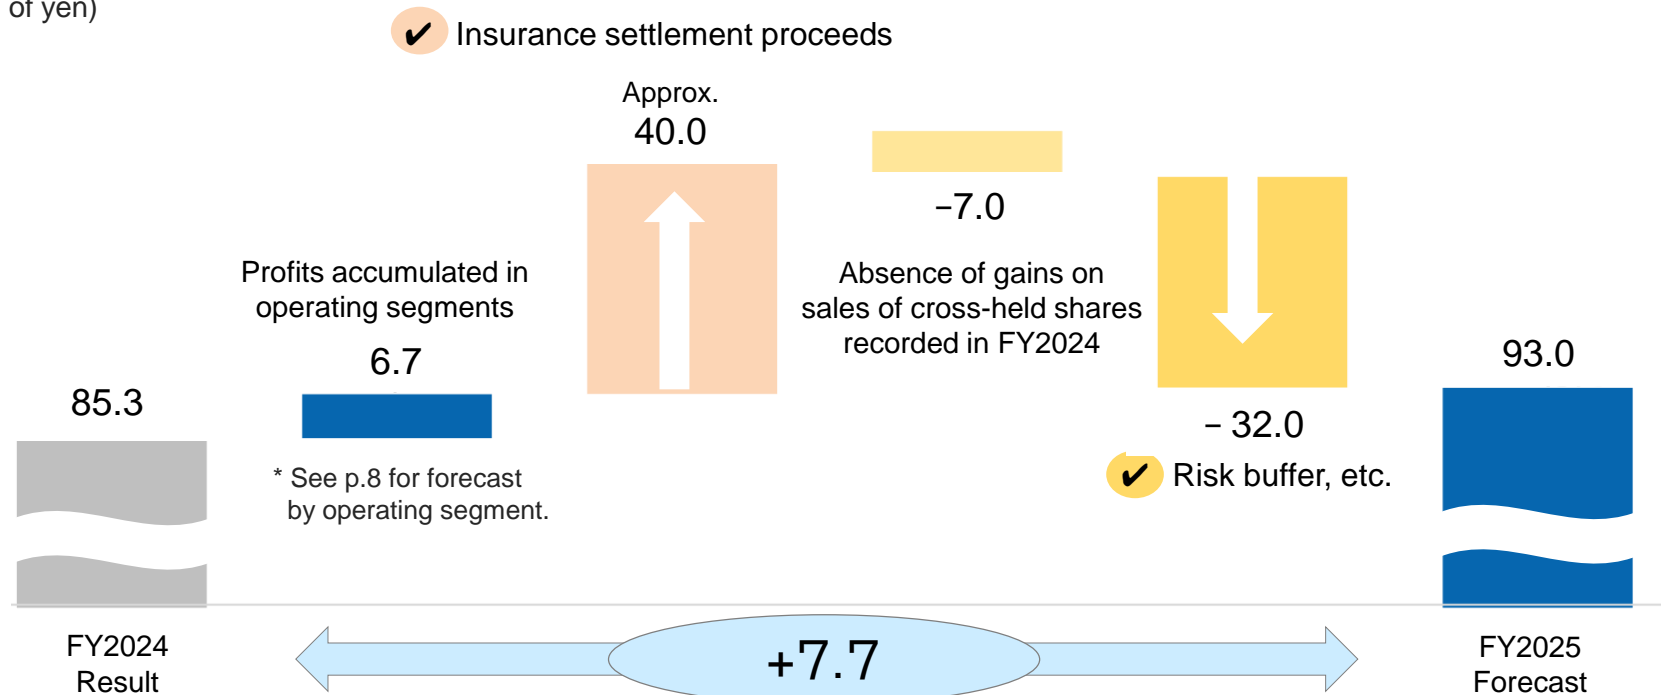 of yen)
✔ Insurance settlement proceeds
Approx.
40.0
−7.0
Profits accumulated in
operating segments
6.7
Absence of gains on
sales of cross-held shares
recorded in FY2024
85.3
93.0
* See p.8 for forecast
by operating segment.
− 32.0
✔ Risk buffer, etc.
FY2024
Result
+7.7
FY2025
Forecast